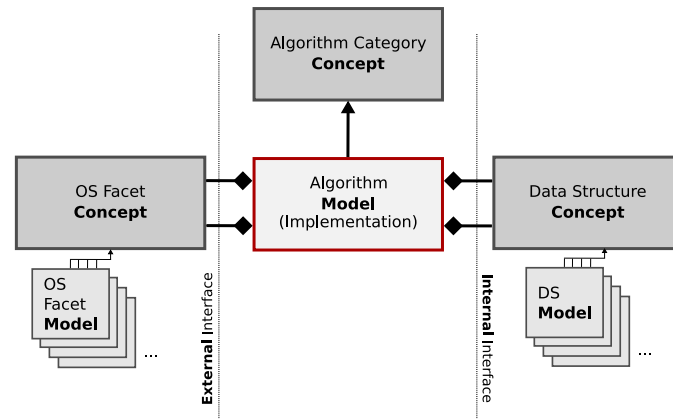 Algorithm Category
Concept
OS Facet
Concept
Algorithm
Model
(Implementation)
Data Structure
Concept
OS
Facet
Model
...
External Interface
Internal Interface
DS
Model
...